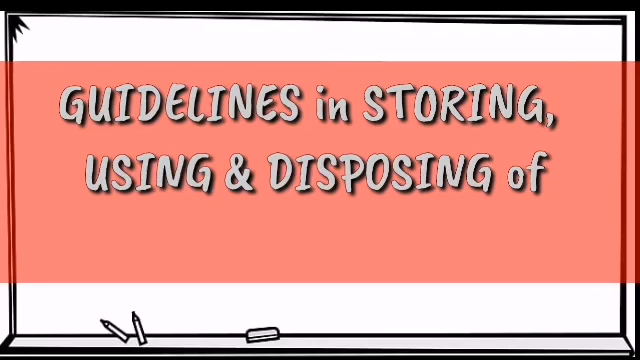 GUIDELINES in STORING,
USING & DISPOSING of